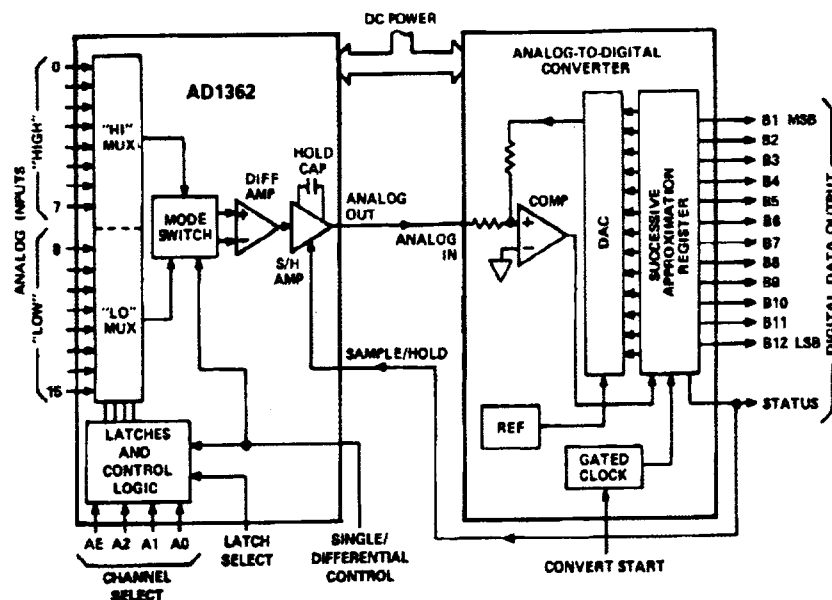 DC POWER
AD1362
ANALOG-TO-DIGITAL
CONVERTER
ANALOG INPUTS
"HIGH"
"LOW"
0
7
8
15
"HI"
MUX
"LO"
MUX
MODE
SWITCH
DIFF
AMP
HOLD
CAP
S/H
AMP
ANALOG
OUT
ANALOG
IN
COMP
DAC
SUCCESSIVE
APPROXIMATION
REGISTER
B1 MSB
B2
B3
B4
B5
B6
B7
B8
B9
B10
B11
B12 LSB
DIGITAL DATA OUTPUT
STATUS
SAMPLE/HOLD
REF
GATED
CLOCK
LATCHES
AND
CONTROL
LOGIC
AE A2 A1 A0
CHANNEL
SELECT
LATCH
SELECT
SINGLE/
DIFFERENTIAL
CONTROL
CONVERT START
+
−
+
−